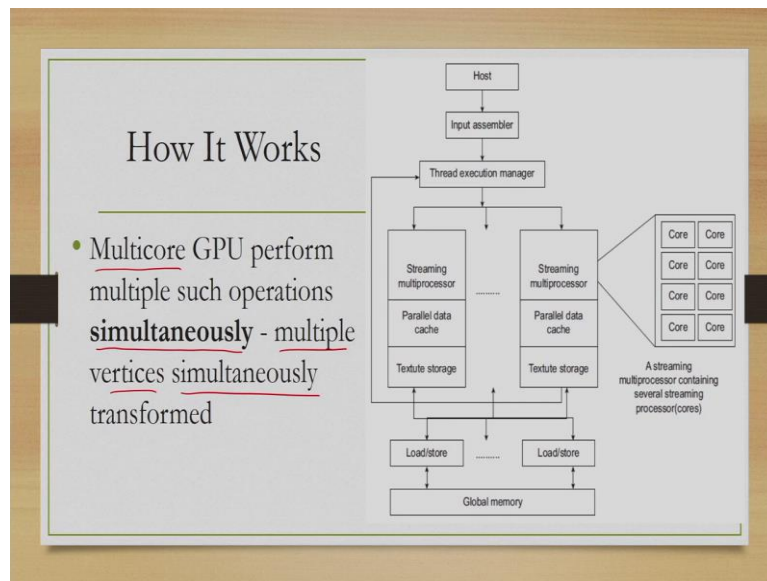 How It Works
• Multicore GPU perform
multiple such operations
simultaneously - multiple
vertices simultaneously
transformed
Host
Input assembler
Thread execution manager
Streaming
multiprocessor
Parallel data
cache
Textute storage
..........
Streaming
multiprocessor
Parallel data
cache
Textute storage
Core Core
Core Core
Core Core
Core Core
A streaming
multiprocessor containing
several streaming
processor(cores)
Load/store .......... Load/store
Global memory